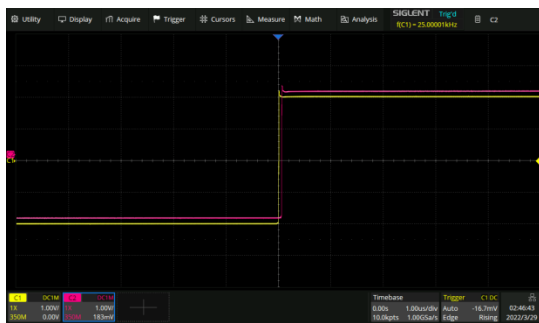 Utility Display Acquire Trigger Cursors Measure Math Analysis
SIGLENT Trig'd
f(C1) = 25.00001kHz
C2
C1
C1 DC1M
1X 1.00V/
350M 0.00V
C2 DC1M
1X 1.00V/
350M 183mV
Timebase
0.00s 1.00us/div
10.0kpts 1.00GSa/s
Trigger C1 DC
Auto -16.7mV
Edge Rising
02:46:43
2022/3/29